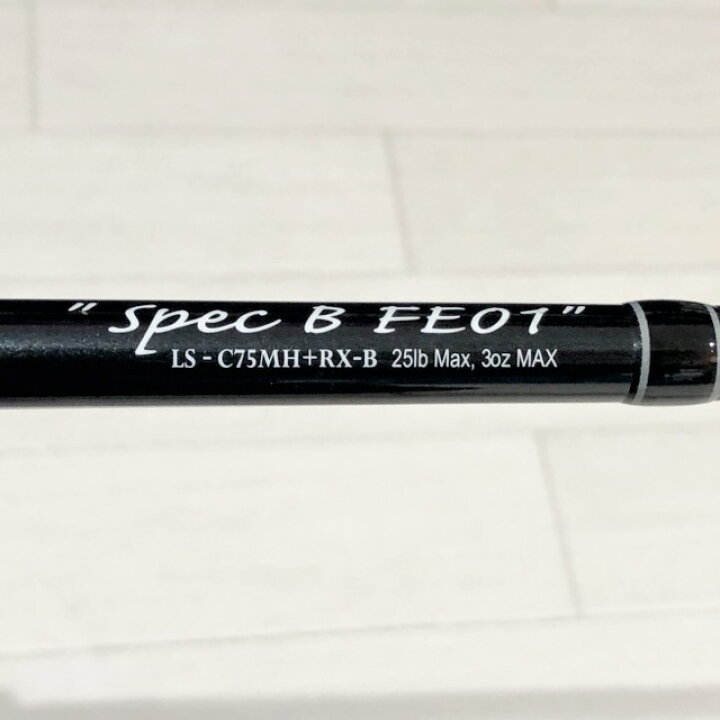 "Spec B FE01"
LS - C75MH+RX-B 25lb Max, 3oz MAX